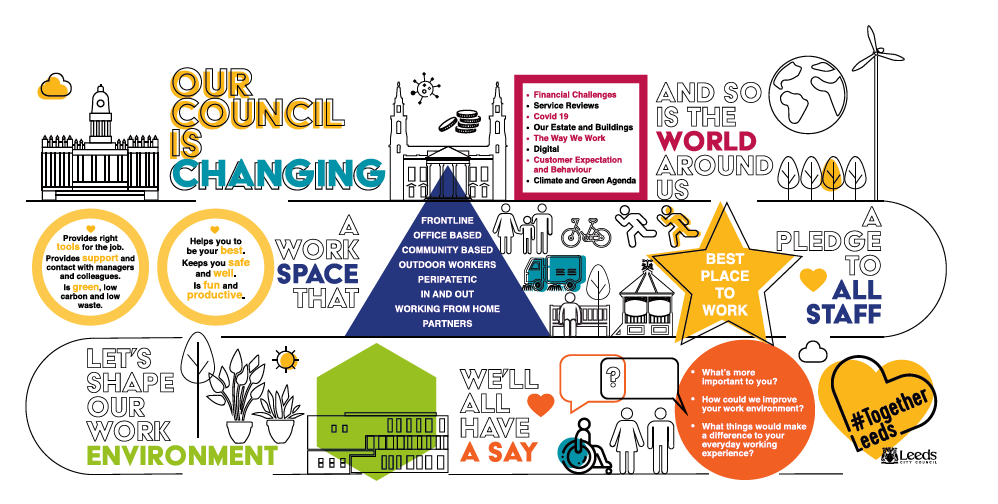 OUR
COUNCIL
IS
CHANGING
• Financial Challenges
• Service Reviews
• Covid 19
• Our Estate and Buildings
• The Way We Work
• Digital
• Customer Expectation
and Behaviour
• Climate and Green Agenda
AND SO
IS THE
WORLD
AROUND
US
A
PLEDGE
TO
ALL
STAFF
BEST
PLACE
TO
WORK
FRONTLINE
OFFICE BASED
COMMUNITY BASED
OUTDOOR WORKERS
PERIPATETIC
IN AND OUT
WORKING FROM HOME
PARTNERS
A
WORK
SPACE
THAT
Helps you to
be your best.
Keeps you safe
and well.
Is fun and
productive.
Provides right
tools for the job.
Provides support and
contact with managers
and colleagues.
Is green, low
carbon and low
waste.
LET'S
SHAPE
OUR
WORK
ENVIRONMENT
WE'LL
ALL
HAVE
A SAY
?
• What's more
important to you?
• How could we improve
your work environment?
• What things would make
a difference to your
everyday working
experience?
#Together
Leeds
Leeds
CITY COUNCIL